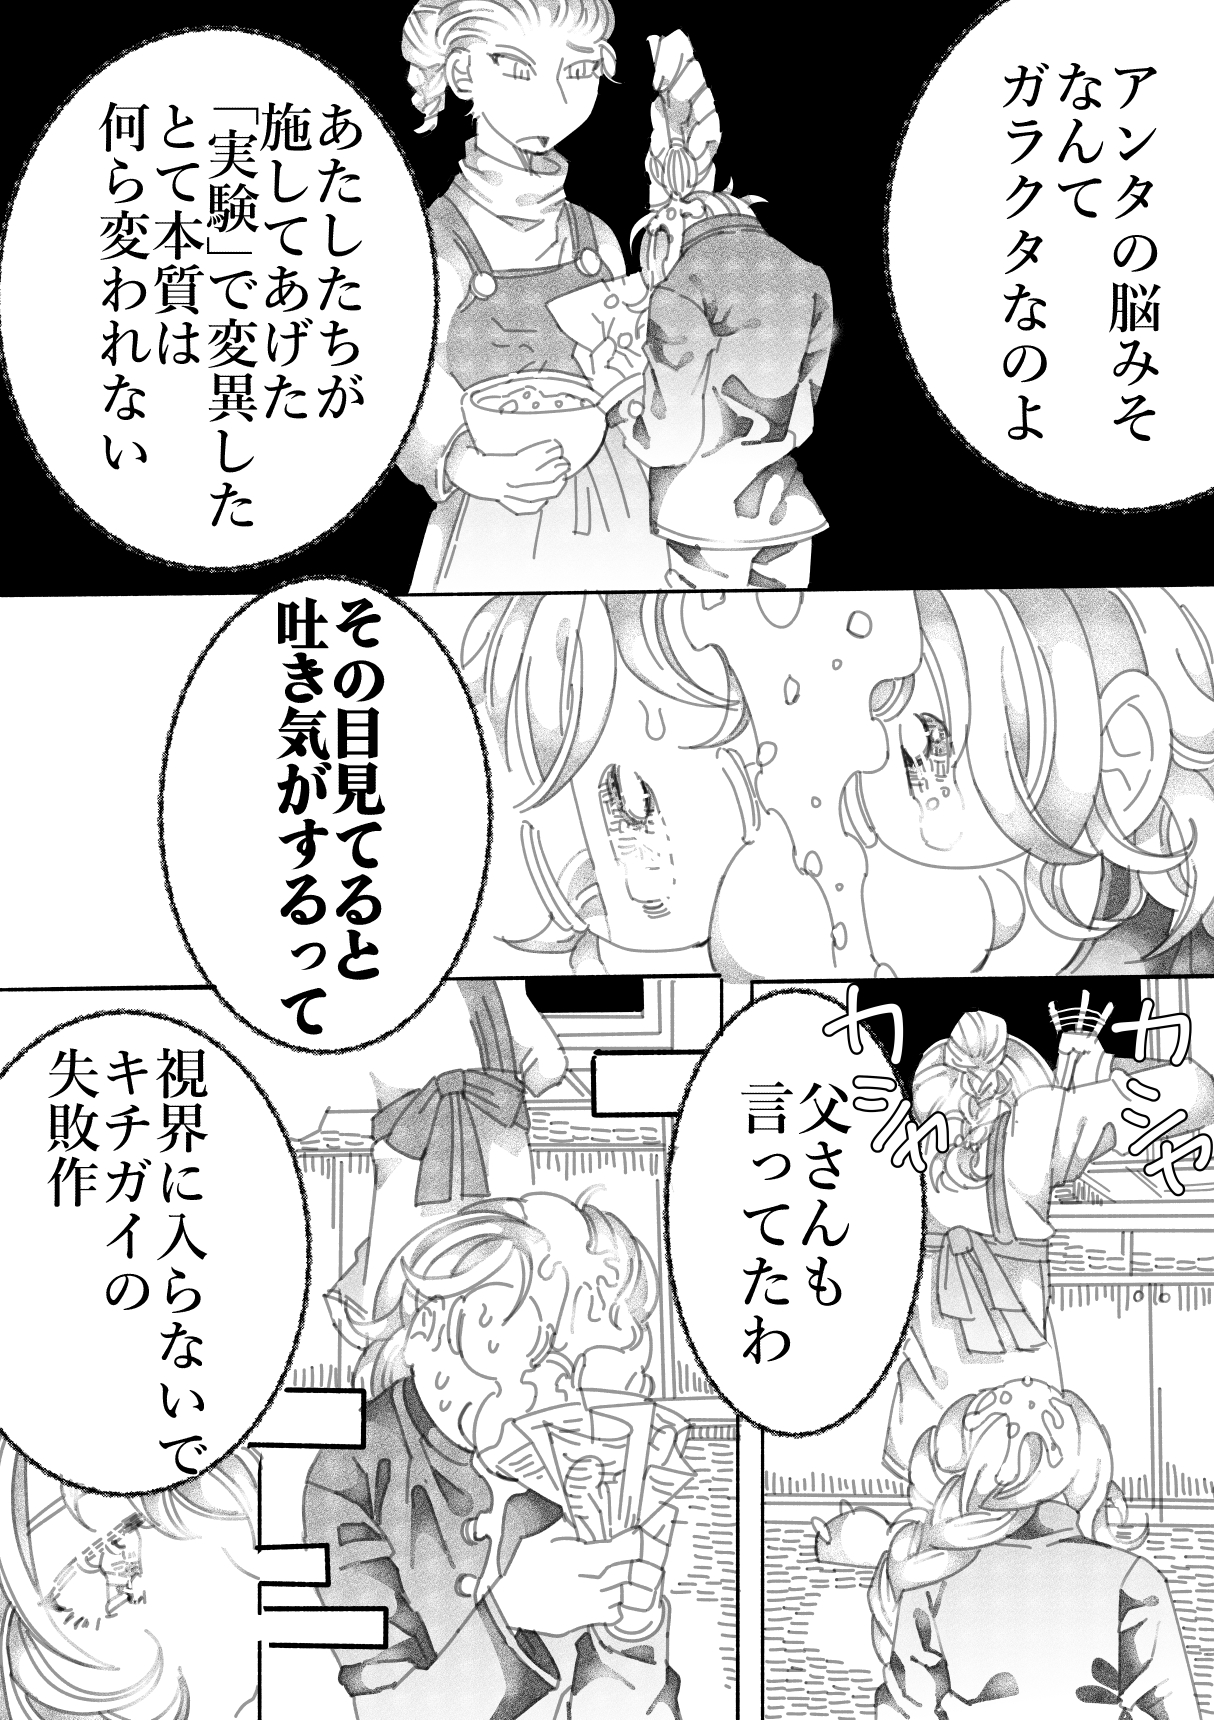 アンタの脳みそ
なんて
ガラクタなのよ
あたしたちが
施してあげた
「実験」で変異した
とて本質は
何ら変われない
その目見てると
吐き気がするって
カシャ
カシャ
父さんも
言ってたわ
視界に入らないで
キチガイの
失敗作